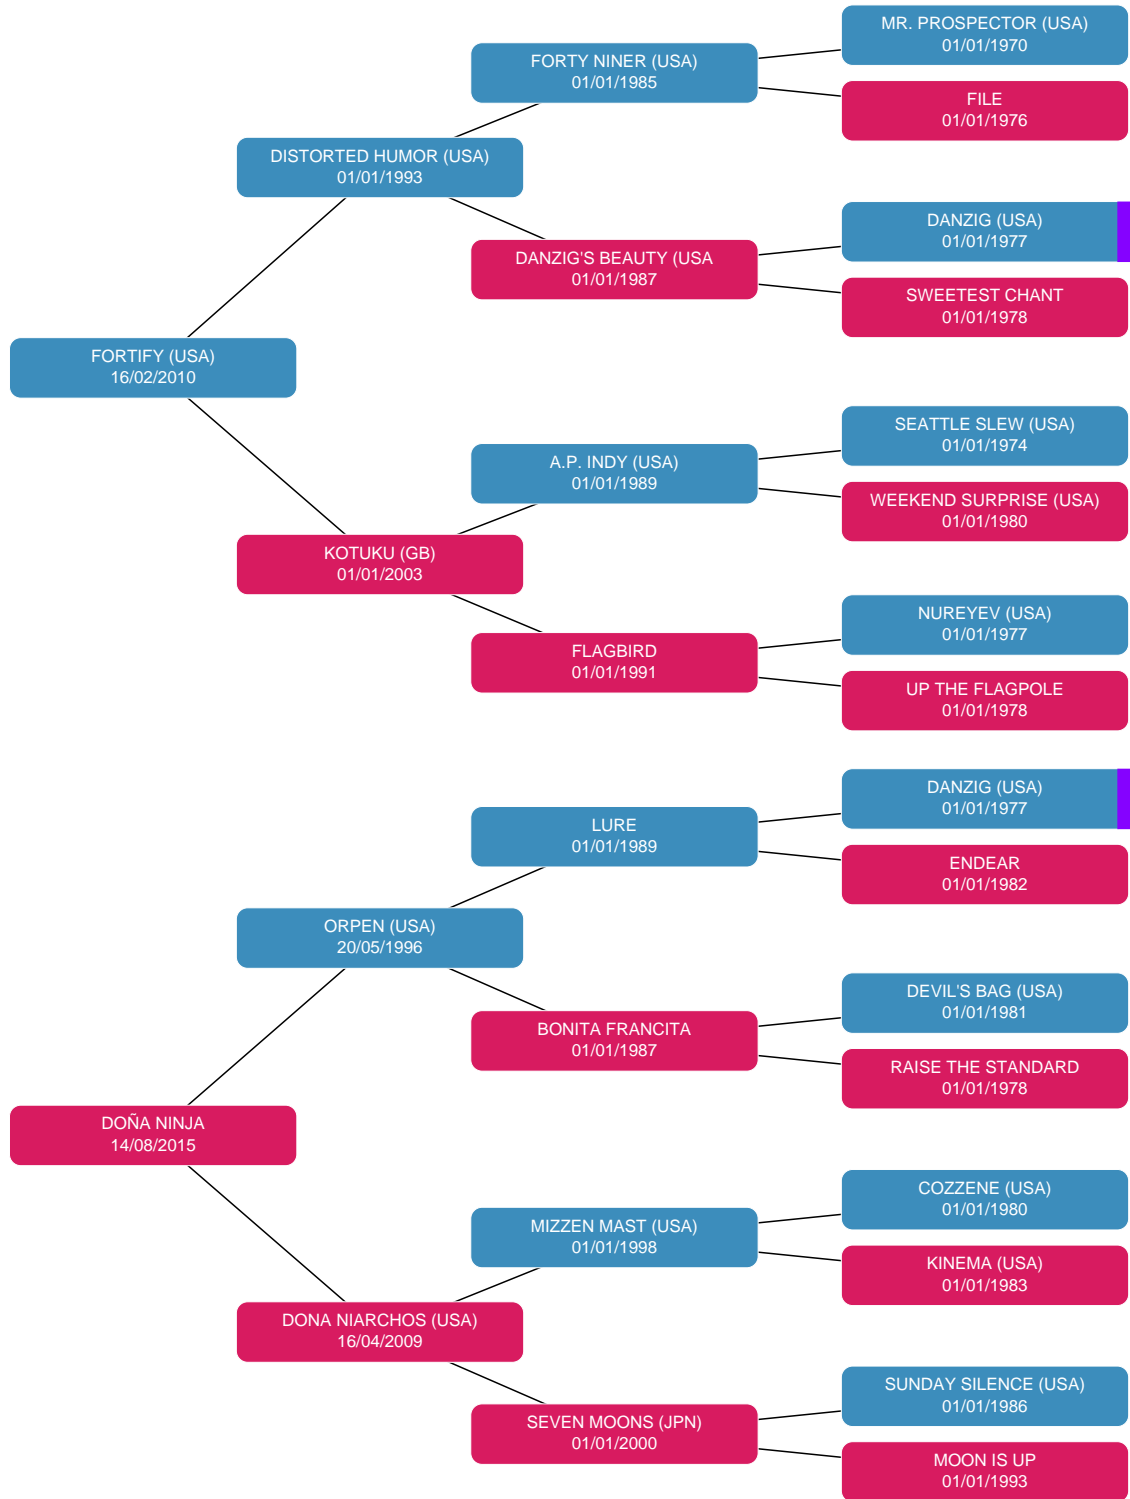 MR. PROSPECTOR (USA)
01/01/1970
FORTY NINER (USA)
01/01/1985
FILE
01/01/1976
DISTORTED HUMOR (USA)
01/01/1993
DANZIG (USA)
01/01/1977
DANZIG'S BEAUTY (USA
01/01/1987
SWEETEST CHANT
01/01/1978
FORTIFY (USA)
16/02/2010
SEATTLE SLEW (USA)
01/01/1974
A.P. INDY (USA)
01/01/1989
WEEKEND SURPRISE (USA)
01/01/1980
KOTUKU (GB)
01/01/2003
NUREYEV (USA)
01/01/1977
FLAGBIRD
01/01/1991
UP THE FLAGPOLE
01/01/1978
DANZIG (USA)
01/01/1977
LURE
01/01/1989
ENDEAR
01/01/1982
ORPEN (USA)
20/05/1996
DEVIL'S BAG (USA)
01/01/1981
BONITA FRANCITA
01/01/1987
RAISE THE STANDARD
01/01/1978
DOÑA NINJA
14/08/2015
COZZENE (USA)
01/01/1980
MIZZEN MAST (USA)
01/01/1998
KINEMA (USA)
01/01/1983
DONA NIARCHOS (USA)
16/04/2009
SUNDAY SILENCE (USA)
01/01/1986
SEVEN MOONS (JPN)
01/01/2000
MOON IS UP
01/01/1993